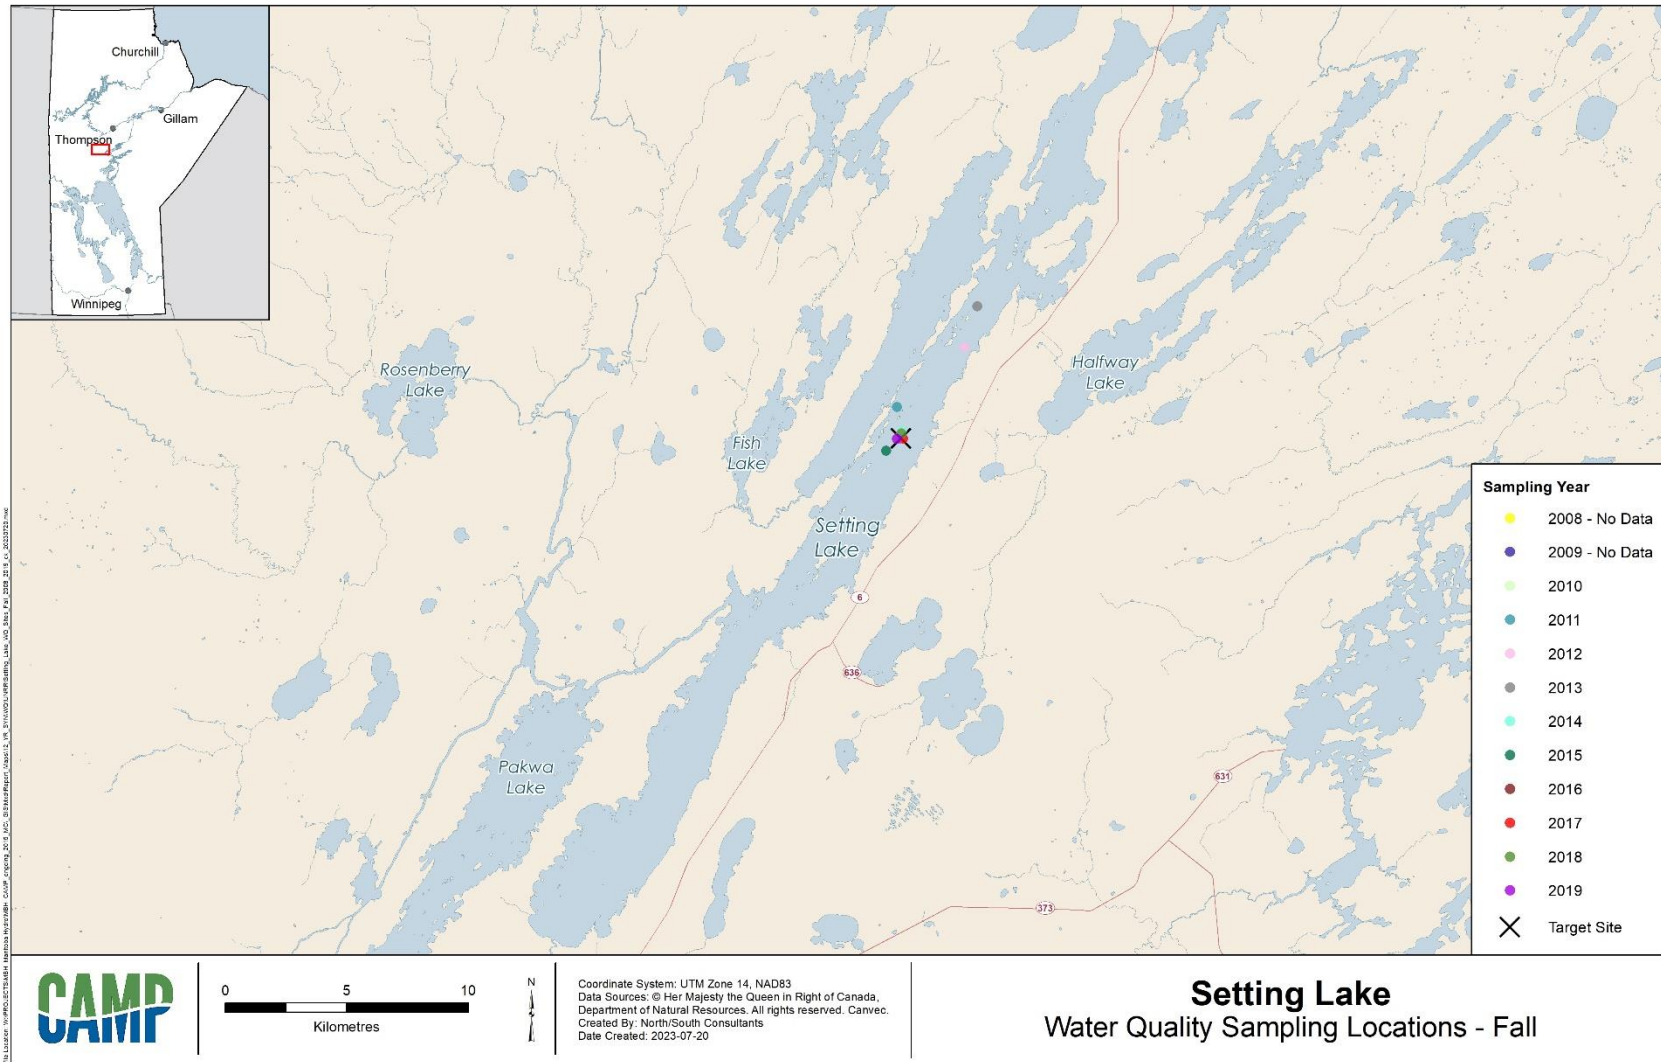 Churchill
Gillam
Thompson
Winnipeg
Rosenberry
Lake
Fish
Lake
Halfway
Lake
Setting
Lake
Pakwa
Lake
6
636
631
373
Sampling Year
2008 - No Data
2009 - No Data
2010
2011
2012
2013
2014
2015
2016
2017
2018
2019
Target Site
CAMP
0 5 10
Kilometres
N
Coordinate System: UTM Zone 14, NAD83
Data Sources: © Her Majesty the Queen in Right of Canada,
Department of Natural Resources. All rights reserved. Canvec.
Created By: North/South Consultants
Date Created: 2023-07-20
Setting Lake
Water Quality Sampling Locations - Fall